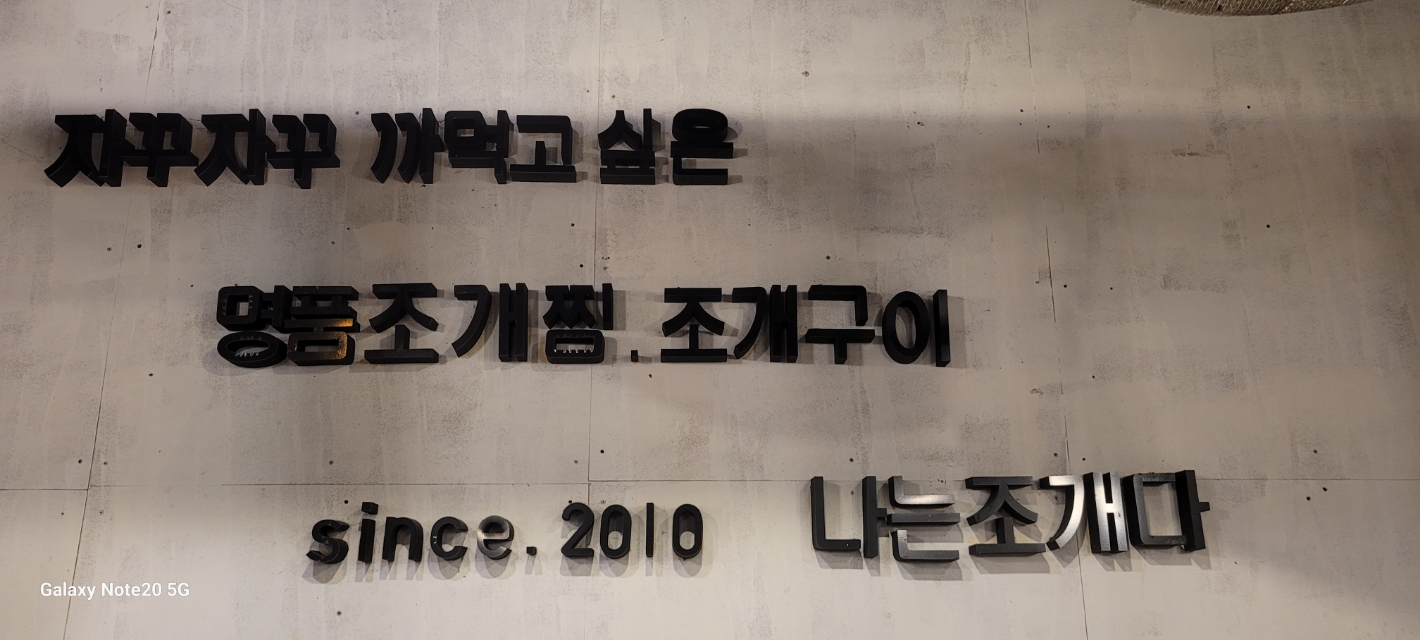 자꾸자꾸 까먹고 싶은
명품조개찜.조개구이
since. 2010 나는조개다
Galaxy Note20 5G